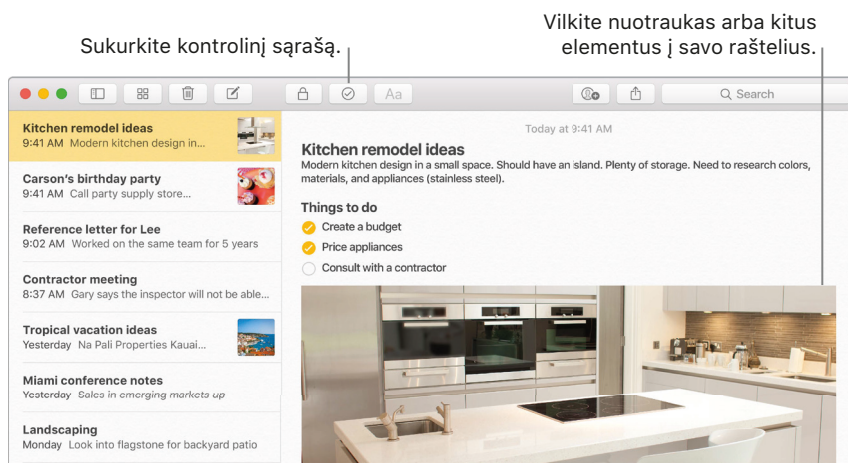 Sukurkite kontrolinį sąrašą.
Vilkite nuotraukas arba kitus
elementus į savo raštelius.
Aa
Search
Kitchen remodel ideas
9:41 AM Modern kitchen design in...
Carson's birthday party
9:41 AM Call party supply store...
Reference letter for Lee
9:02 AM Worked on the same team for 5 years
Contractor meeting
8:37 AM Gary says the inspector will not be able...
Tropical vacation ideas
Yesterday Na Pali Properties Kauai...
Miami conference notes
Yesterday Sales in emerging markets up
Landscaping
Monday Look into flagstone for backyard patio
Today at 9:41 AM
Kitchen remodel ideas
Modern kitchen design in a small space. Should have an island. Plenty of storage. Need to research colors,
materials, and appliances (stainless steel).
Things to do
Create a budget
Price appliances
Consult with a contractor